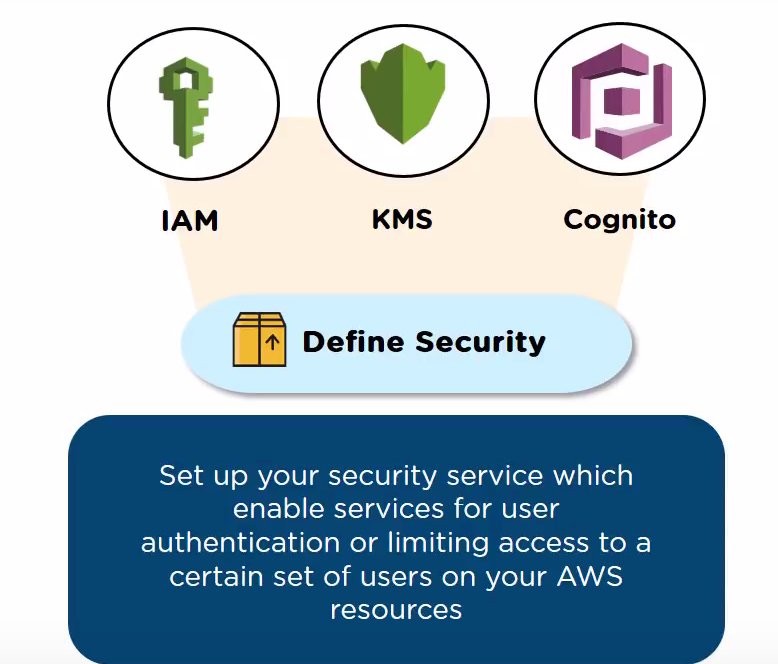 IAM
KMS
Cognito
Define Security
Set up your security service which
enable services for user
authentication or limiting access to a
certain set of users on your AWS
resources